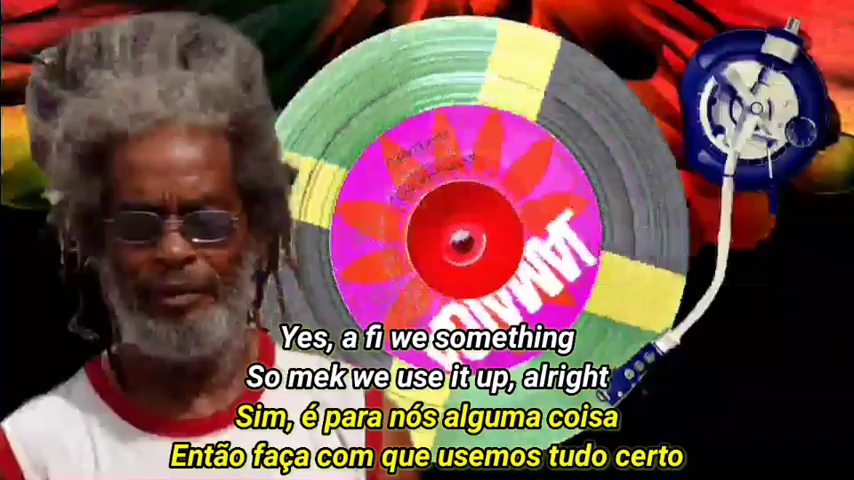 JAMAICA
Yes, a fi we something
So mek we use it up, alright
Sim, é para nós alguma coisa
Então faça com que usemos tudo certo